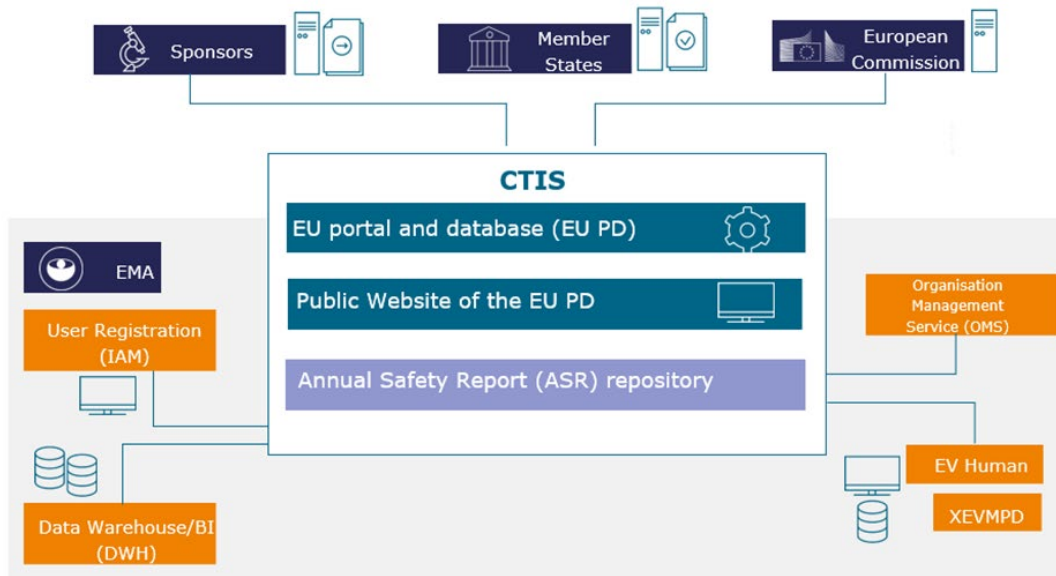 Sponsors
Member
States
European
Commission
CTIS
EU portal and database (EU PD)
Public Website of the EU PD
Annual Safety Report (ASR) repository
EMA
User Registration
(IAM)
Data Warehouse/BI
(DWH)
Organisation
Management
Service (OMS)
EV Human
XEVMPD